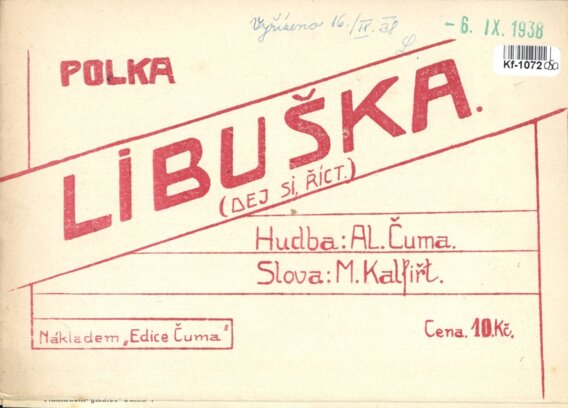 Vyřízeno 16./IX. 38
- 6. IX. 1938
Kf-1072
POLKA
LIBUŠKA.
(DEJ SI, ŘÍCT.)
Hudba: AL. Čuma.
Slova: M. Kalfiřt.
Nákladem „Edice Čuma"
Cena. 10.Kč.